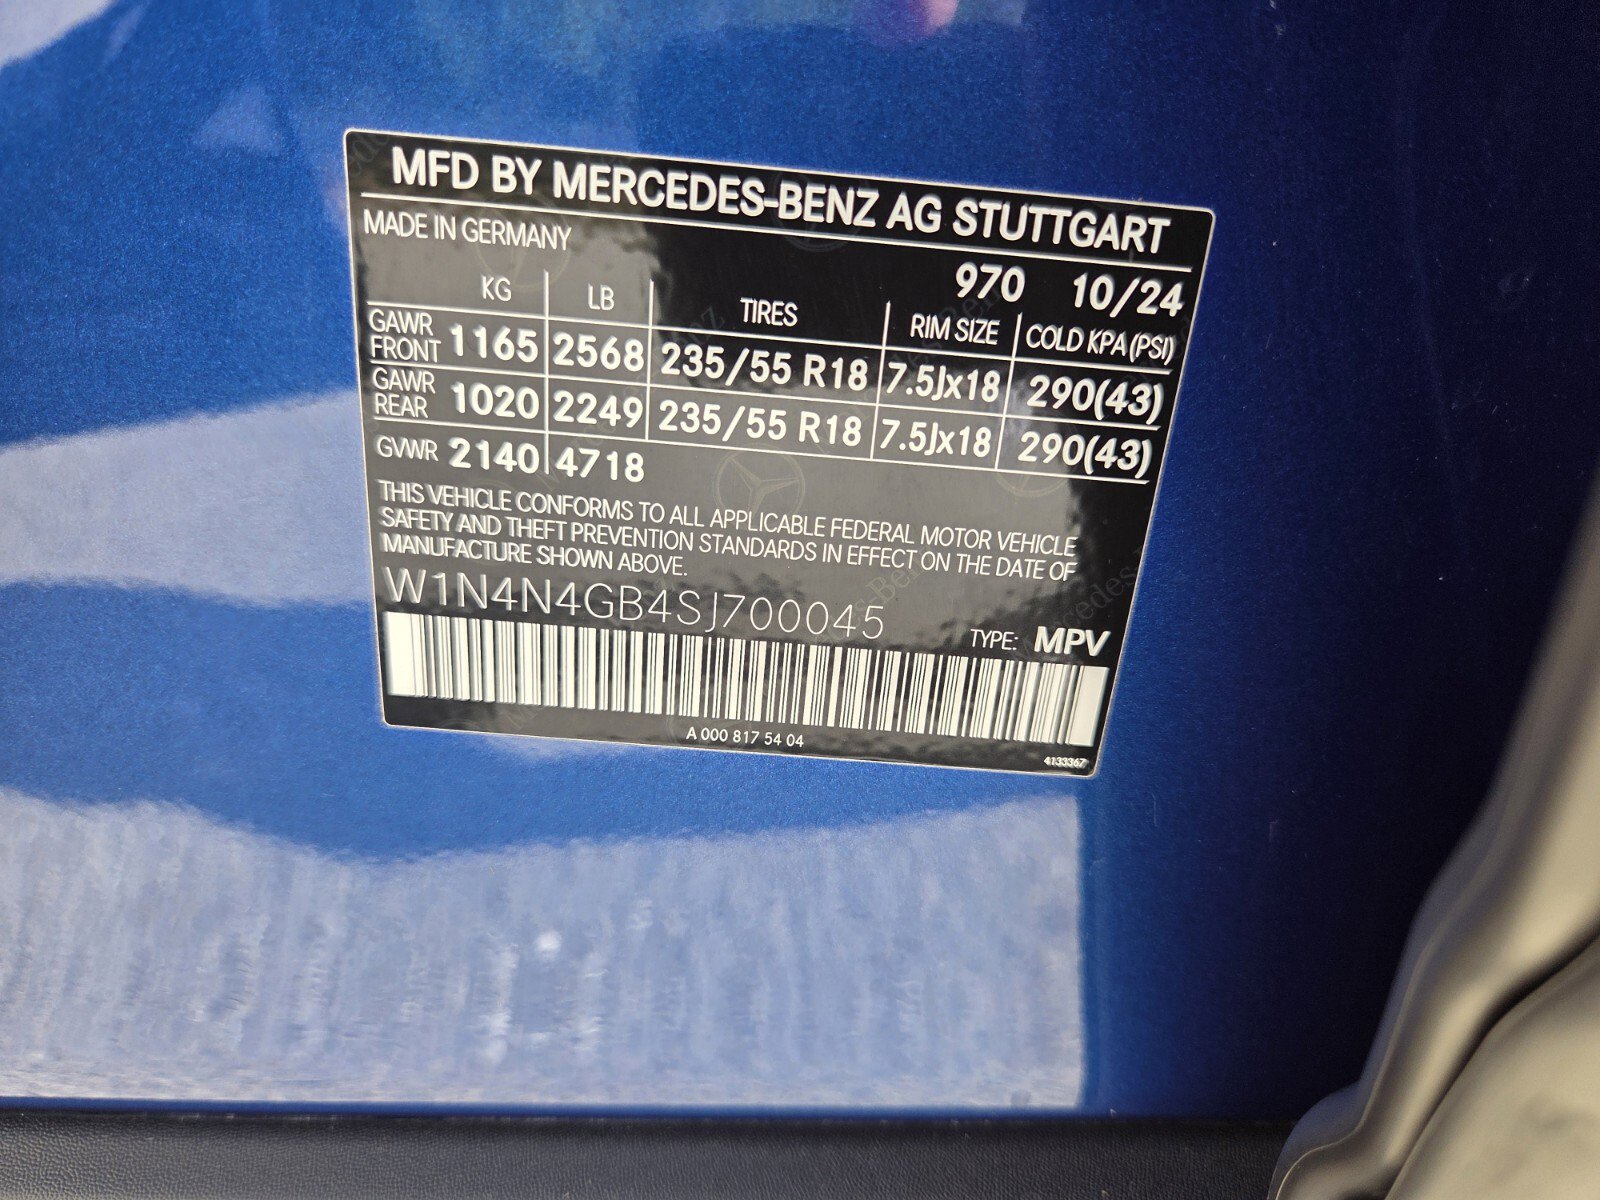 MFD BY MERCEDES-BENZ AG STUTTGART
MADE IN GERMANY
970 10/24
KG LB TIRES RIM SIZE COLD KPA (PSI)
GAWR FRONT 1165 2568 235/55 R18 7.5Jx18 290(43)
GAWR REAR 1020 2249 235/55 R18 7.5Jx18 290(43)
GVWR 2140 4718
THIS VEHICLE CONFORMS TO ALL APPLICABLE FEDERAL MOTOR VEHICLE
SAFETY AND THEFT PREVENTION STANDARDS IN EFFECT ON THE DATE OF
MANUFACTURE SHOWN ABOVE.
W1N4N4GB4SJ700045
TYPE: MPV
A 000 817 54 04
4133367